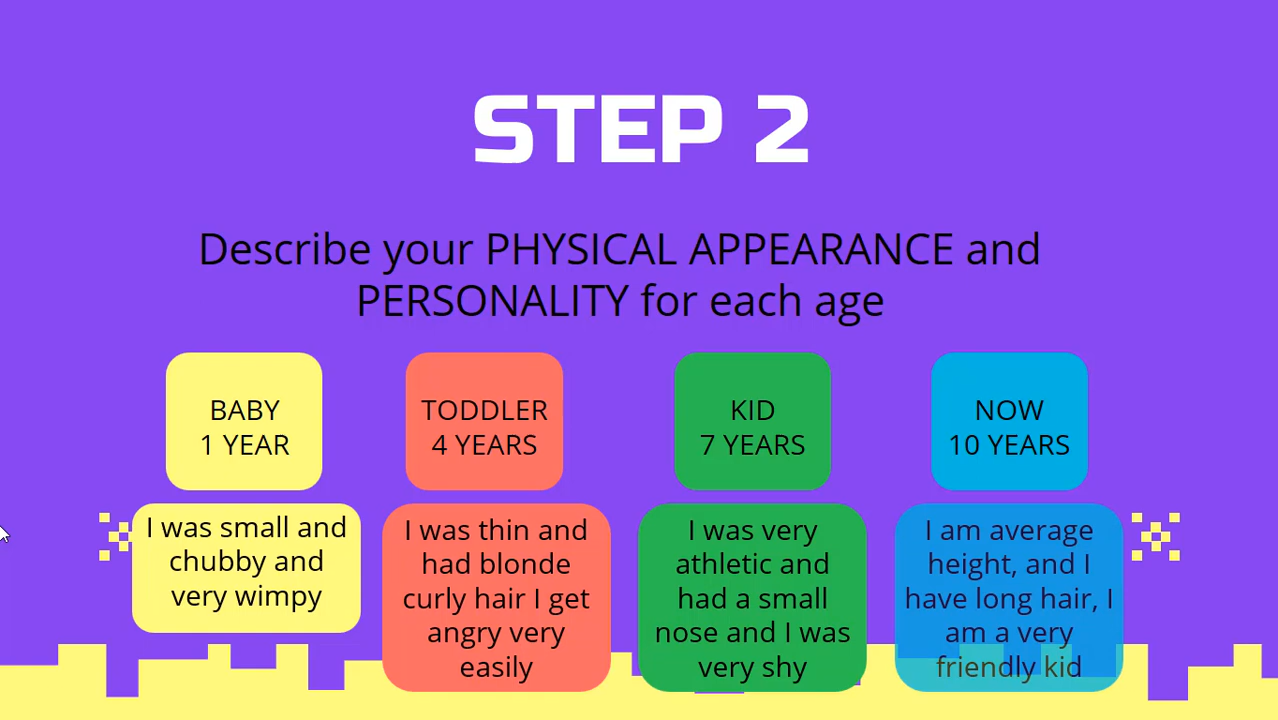 STEP 2
Describe your PHYSICAL APPEARANCE and
PERSONALITY for each age
BABY
1 YEAR
TODDLER
4 YEARS
KID
7 YEARS
NOW
10 YEARS
I was small and
chubby and
very wimpy
I was thin and
had blonde
curly hair I get
angry very
easily
I was very
athletic and
had a small
nose and I was
very shy
I am average
height, and I
have long hair, I
am a very
friendly kid